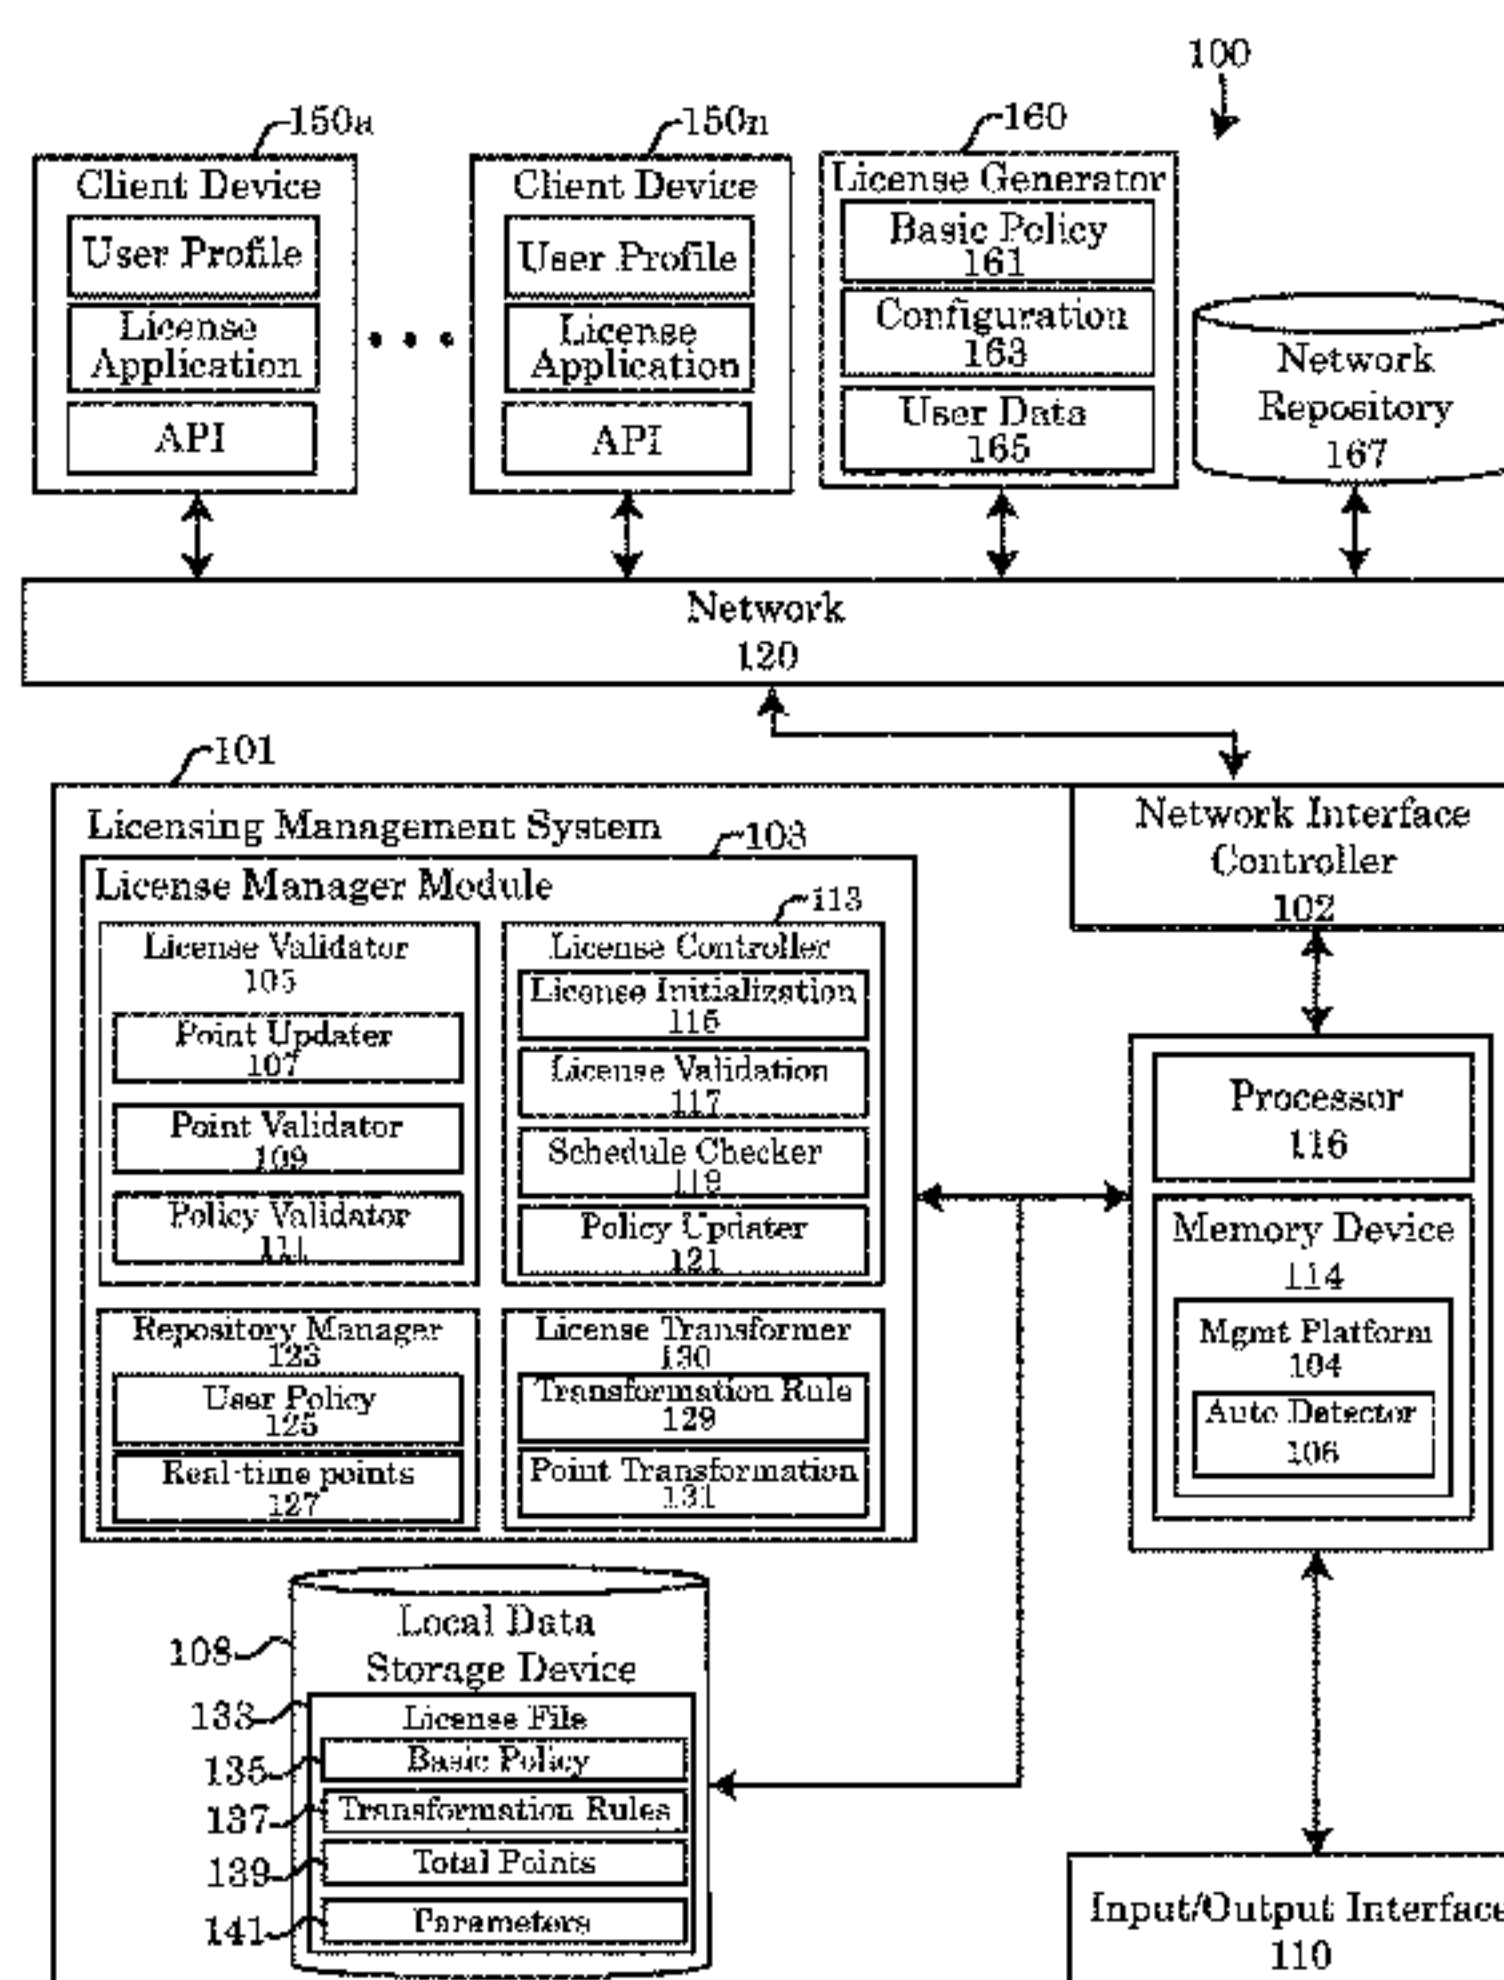 100
150a
150n
160
Client Device
User Profile
License
Application
API
Client Device
User Profile
License
Application
API
License Generator
Basic Policy
161
Configuration
163
User Data
165
Network
Repository
167
Network
120
101
Licensing Management System
Network Interface
Controller
102
103
License Manager Module
License Validator
105
Point Updater
107
Point Validator
109
Policy Validator
111
113
License Controller
License Initialization
115
License Validation
117
Schedule Checker
119
Policy Updater
121
Repository Manager
123
User Policy
125
Real-time points
127
License Transformer
130
Transformation Rule
129
Point Transformation
131
Processor
116
Memory Device
114
Mgmt Platform
104
Auto Detector
106
Local Data
Storage Device
108
133
License File
135
Basic Policy
137
Transformation Rules
139
Total Points
141
Parameters
Input/Output Interface
110